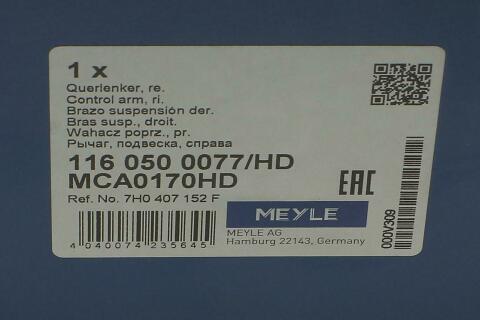 1 x
Querlenker, re.
Control arm, ri.
Brazo suspensión der.
Bras susp., droit.
Wahacz poprz., pr.
Рычаг, подвеска, справа
116 050 0077/HD
MCA0170HD
Ref. No. 7H0 407 152 F
EAC
MEYLE
MEYLE AG
Hamburg 22143, Germany
4 040074 235645
000V309